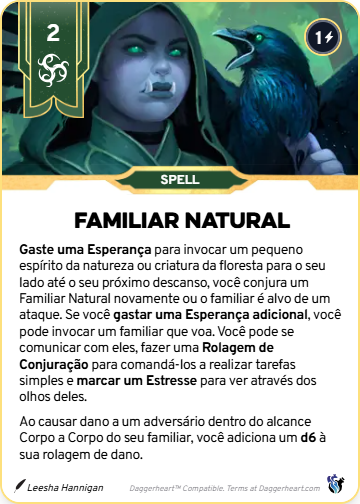 2
1
SPELL
FAMILIAR NATURAL
Gaste uma Esperança para invocar um pequeno
espírito da natureza ou criatura da floresta para o seu
lado até o seu próximo descanso, você conjura um
Familiar Natural novamente ou o familiar é alvo de um
ataque. Se você gastar uma Esperança adicional, você
pode invocar um familiar que voa. Você pode se
comunicar com eles, fazer uma Rolagem de
Conjuração para comandá-los a realizar tarefas
simples e marcar um Estresse para ver através dos
olhos deles.
Ao causar dano a um adversário dentro do alcance
Corpo a Corpo do seu familiar, você adiciona um d6 à
sua rolagem de dano.
Leesha Hannigan
Daggerheart™ Compatible. Terms at Daggerheart.com